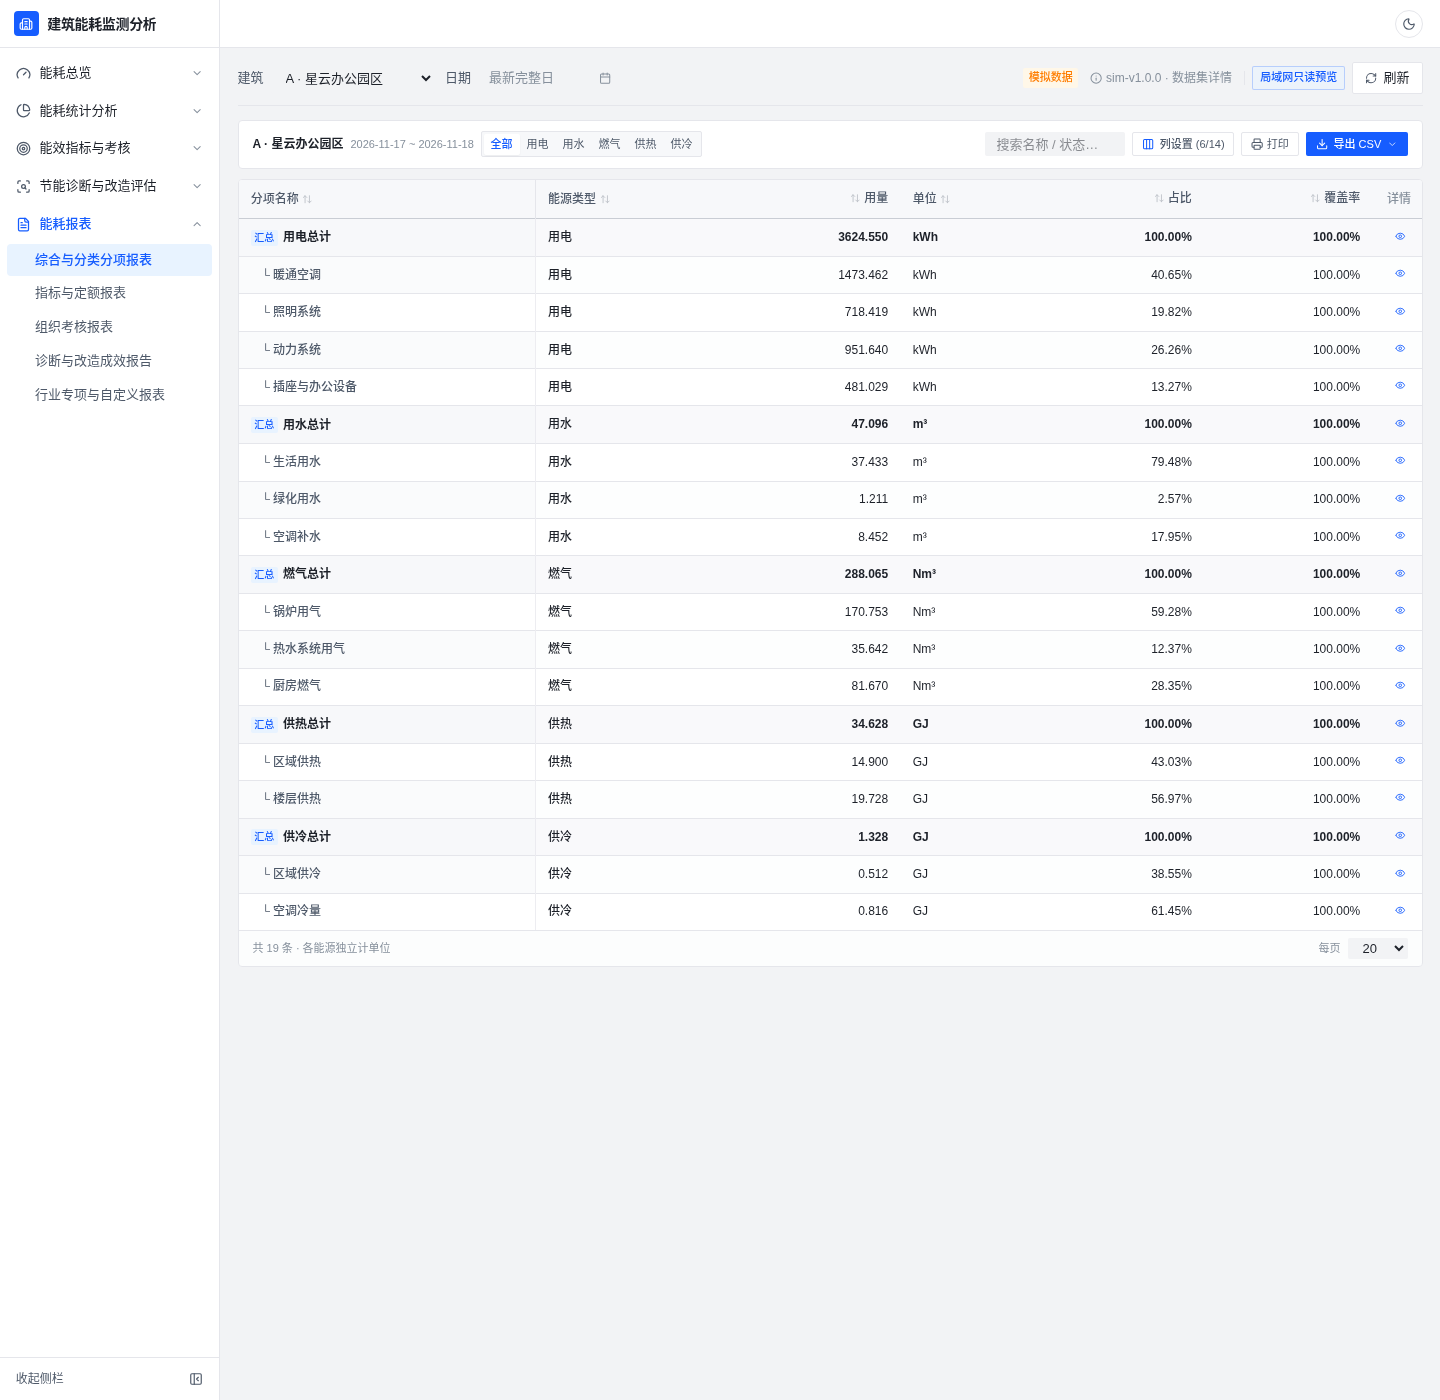 建筑能耗监测分析
能耗总览
能耗统计分析
能效指标与考核
节能诊断与改造评估
能耗报表
综合与分类分项报表
指标与定额报表
组织考核报表
诊断与改造成效报告
行业专项与自定义报表
收起侧栏
建筑 A · 星云办公园区 日期 最新完整日 模拟数据 sim-v1.0.0 · 数据集详情 局域网只读预览 刷新
A · 星云办公园区 2026-11-17 ~ 2026-11-18 全部 用电 用水 燃气 供热 供冷 搜索名称 / 状态… 列设置 (6/14) 打印 导出 CSV
分项名称 能源类型 用量 单位 占比 覆盖率 详情
汇总 用电总计 用电 3624.550 kWh 100.00% 100.00%
└ 暖通空调 用电 1473.462 kWh 40.65% 100.00%
└ 照明系统 用电 718.419 kWh 19.82% 100.00%
└ 动力系统 用电 951.640 kWh 26.26% 100.00%
└ 插座与办公设备 用电 481.029 kWh 13.27% 100.00%
汇总 用水总计 用水 47.096 m³ 100.00% 100.00%
└ 生活用水 用水 37.433 m³ 79.48% 100.00%
└ 绿化用水 用水 1.211 m³ 2.57% 100.00%
└ 空调补水 用水 8.452 m³ 17.95% 100.00%
汇总 燃气总计 燃气 288.065 Nm³ 100.00% 100.00%
└ 锅炉用气 燃气 170.753 Nm³ 59.28% 100.00%
└ 热水系统用气 燃气 35.642 Nm³ 12.37% 100.00%
└ 厨房燃气 燃气 81.670 Nm³ 28.35% 100.00%
汇总 供热总计 供热 34.628 GJ 100.00% 100.00%
└ 区域供热 供热 14.900 GJ 43.03% 100.00%
└ 楼层供热 供热 19.728 GJ 56.97% 100.00%
汇总 供冷总计 供冷 1.328 GJ 100.00% 100.00%
└ 区域供冷 供冷 0.512 GJ 38.55% 100.00%
└ 空调冷量 供冷 0.816 GJ 61.45% 100.00%
共 19 条 · 各能源独立计单位 每页 20